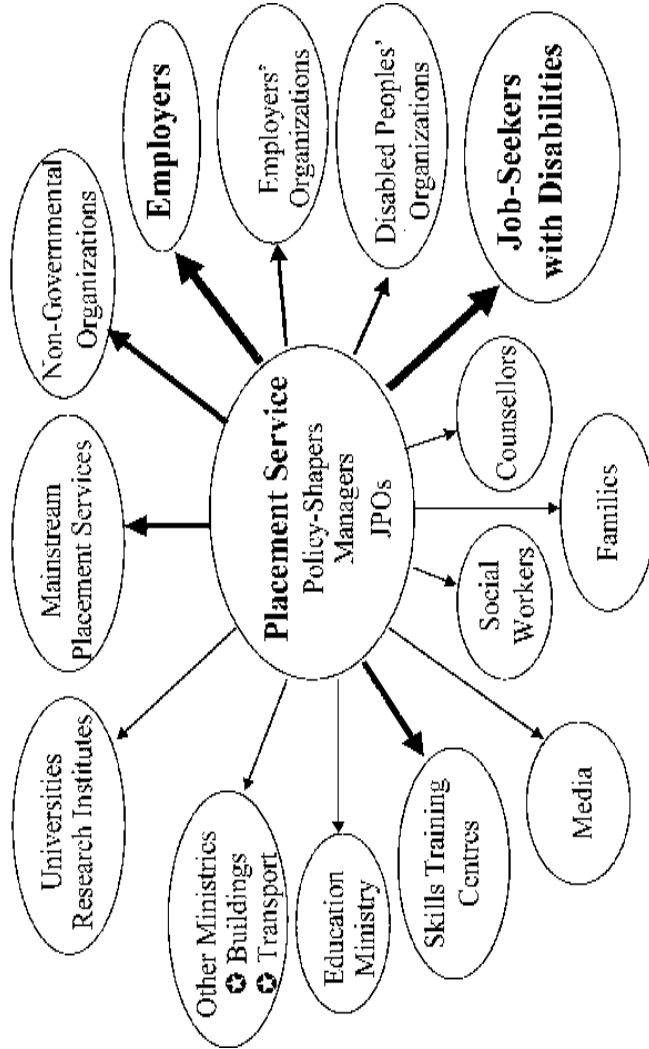 Universities
Research Institutes
Mainstream
Placement Services
Non-Governmental
Organizations
Employers
Employers'
Organizations
Disabled Peoples'
Organizations
Job-Seekers
with Disabilities
Placement Service
Policy-Shapers
Managers
JPOs
Other Ministries
✪ Buildings
✪ Transport
Education
Ministry
Skills Training
Centres
Media
Social
Workers
Families
Counsellors